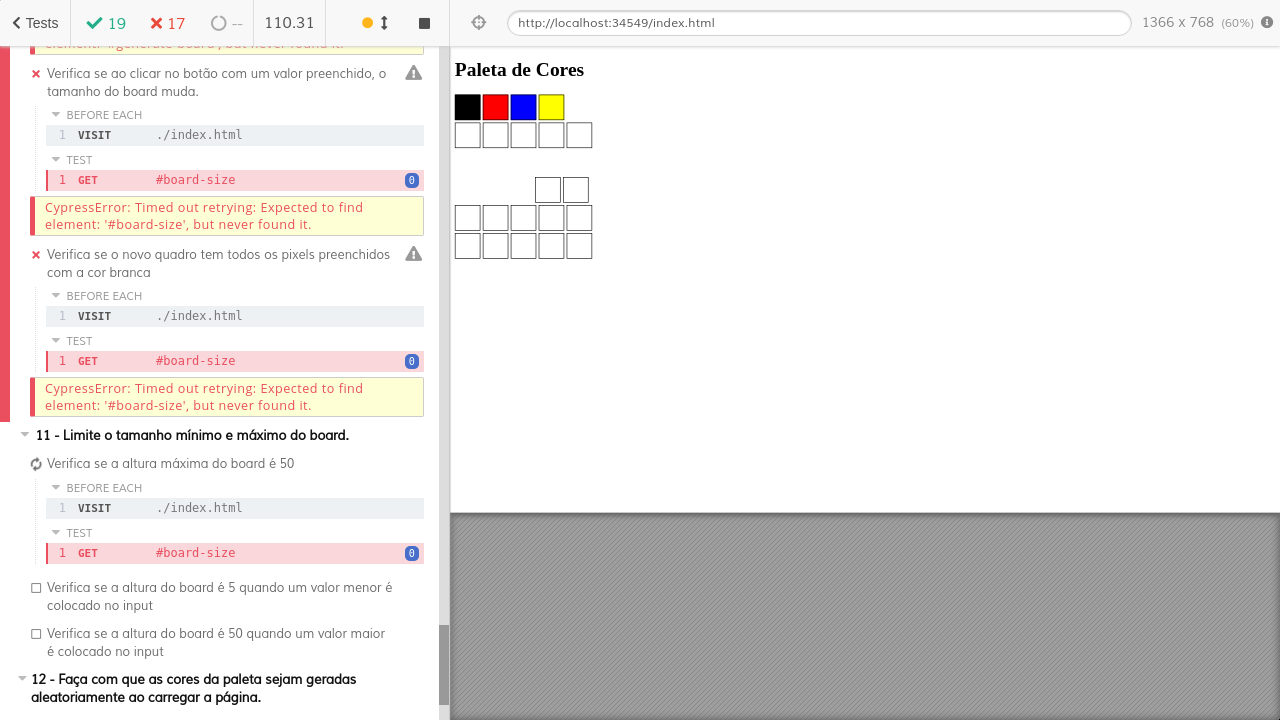 Tests 19 17 -- 110.31 http://localhost:34549/index.html 1366 x 768 (60%)
element: '#generate-board', but never found it.
Verifica se ao clicar no botão com um valor preenchido, o
tamanho do board muda.
BEFORE EACH
1 VISIT ./index.html
TEST
1 GET #board-size 0
CypressError: Timed out retrying: Expected to find
element: '#board-size', but never found it.
Verifica se o novo quadro tem todos os pixels preenchidos
com a cor branca
BEFORE EACH
1 VISIT ./index.html
TEST
1 GET #board-size 0
CypressError: Timed out retrying: Expected to find
element: '#board-size', but never found it.
11 - Limite o tamanho mínimo e máximo do board.
Verifica se a altura máxima do board é 50
BEFORE EACH
1 VISIT ./index.html
TEST
1 GET #board-size 0
Verifica se a altura do board é 5 quando um valor menor é
colocado no input
Verifica se a altura do board é 50 quando um valor maior
é colocado no input
12 - Faça com que as cores da paleta sejam geradas
aleatoriamente ao carregar a página.
Paleta de Cores